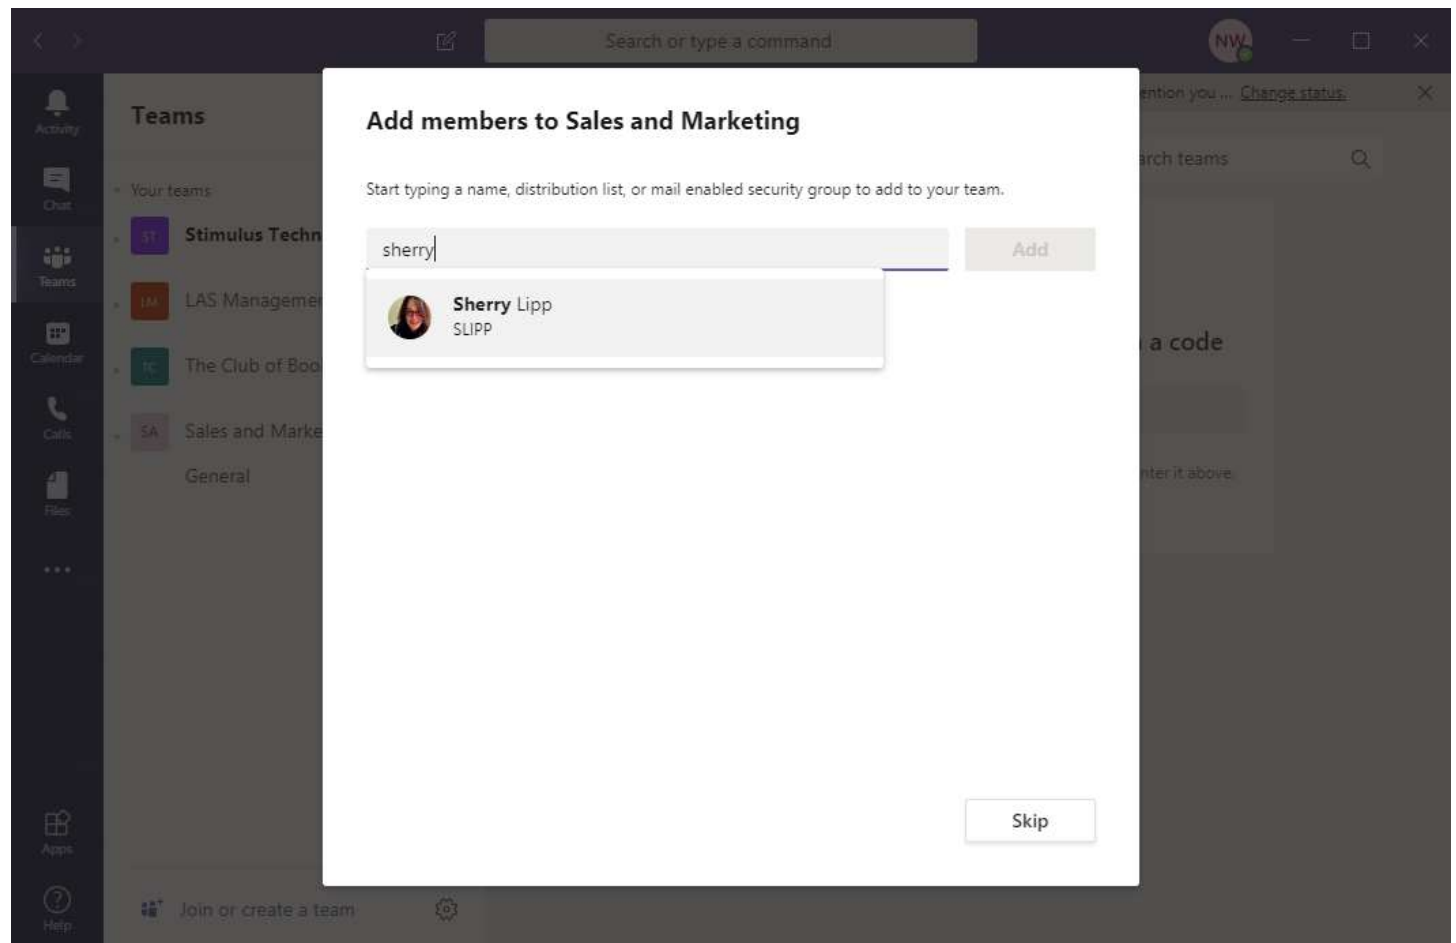 Search or type a command
NW
ention you ... Change status.
Activity
Chat
Teams
Calendar
Calls
Files
Apps
Help
Teams
Your teams
ST Stimulus Techn
LM LAS Managemen
TC The Club of Boo
SA Sales and Marke
General
Join or create a team
Add members to Sales and Marketing
Start typing a name, distribution list, or mail enabled security group to add to your team.
sherry
Add
Sherry Lipp
SLIPP
Skip
arch teams
a code
nter it above.